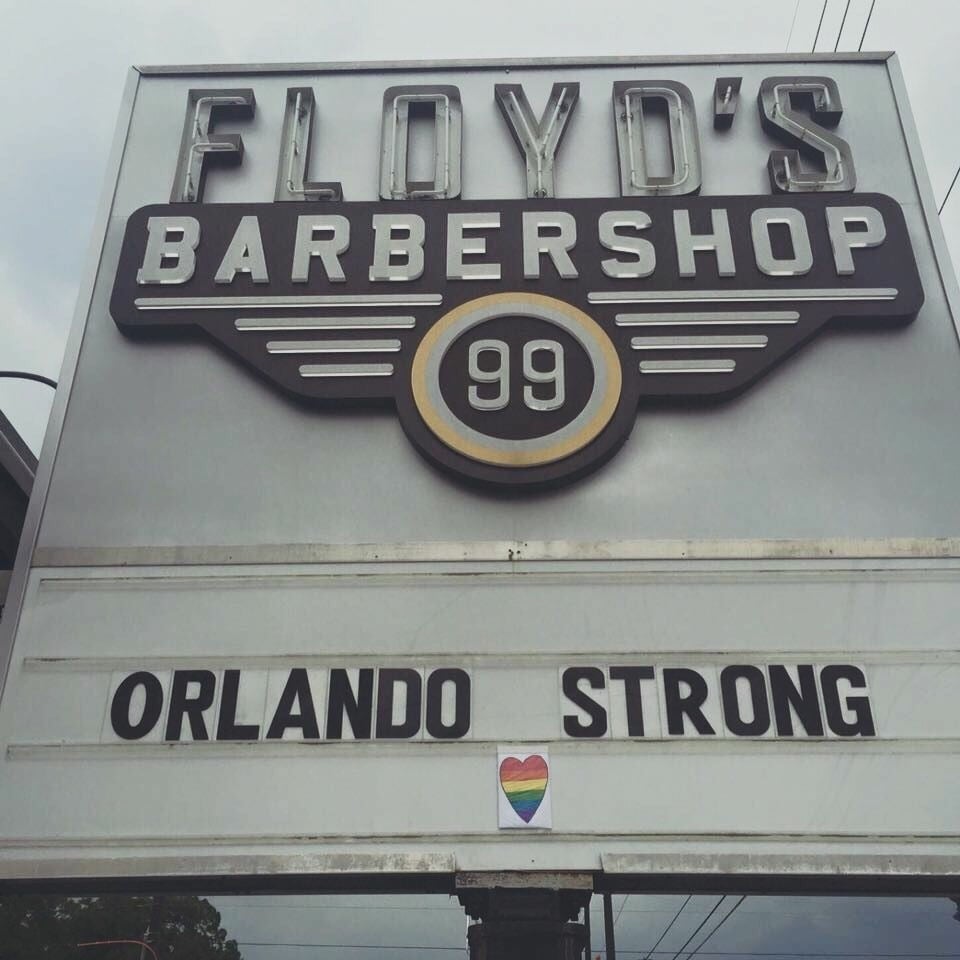 FLOYD'S
BARBERSHOP
99
ORLANDO STRONG